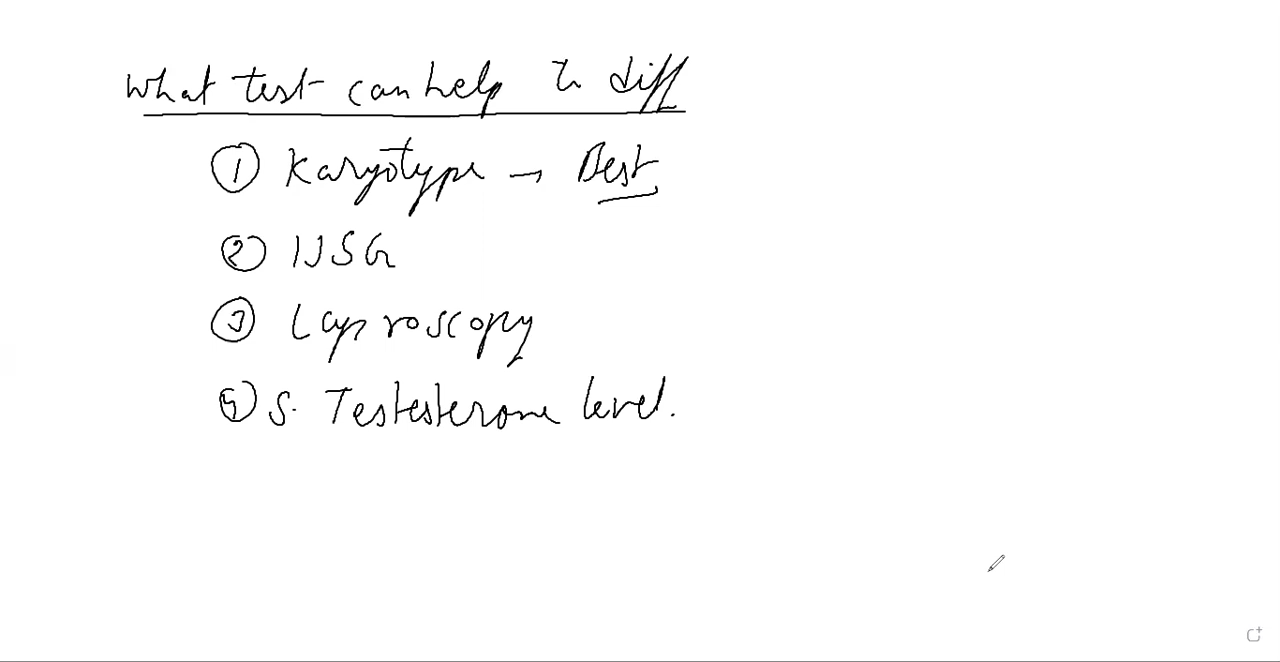 What test can help to diff
① Karyotype → Best
② USG
③ Laproscopy
④ S. Testesterone level.